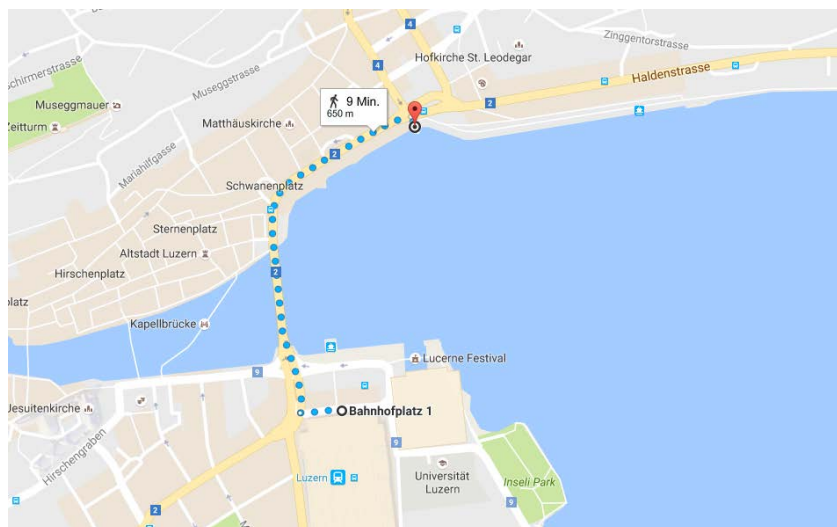 4
Zinggentorstrasse
Hofkirche St. Leodegar
4
Schirmerstrasse
Museggstrasse
Haldenstrasse
9 Min.
650 m
2
Museggmauer
Zeitturm
Matthäuskirche
2
Mariahilfgasse
Schwanenplatz
Sternenplatz
Altstadt Luzern
Hirschenplatz
2
platz
Kapellbrücke
Lucerne Festival
9
Jesuitenkirche
Bahnhofplatz 1
Hirschengraben
9
Luzern
Universität
Luzern
Inseli Park
9
2